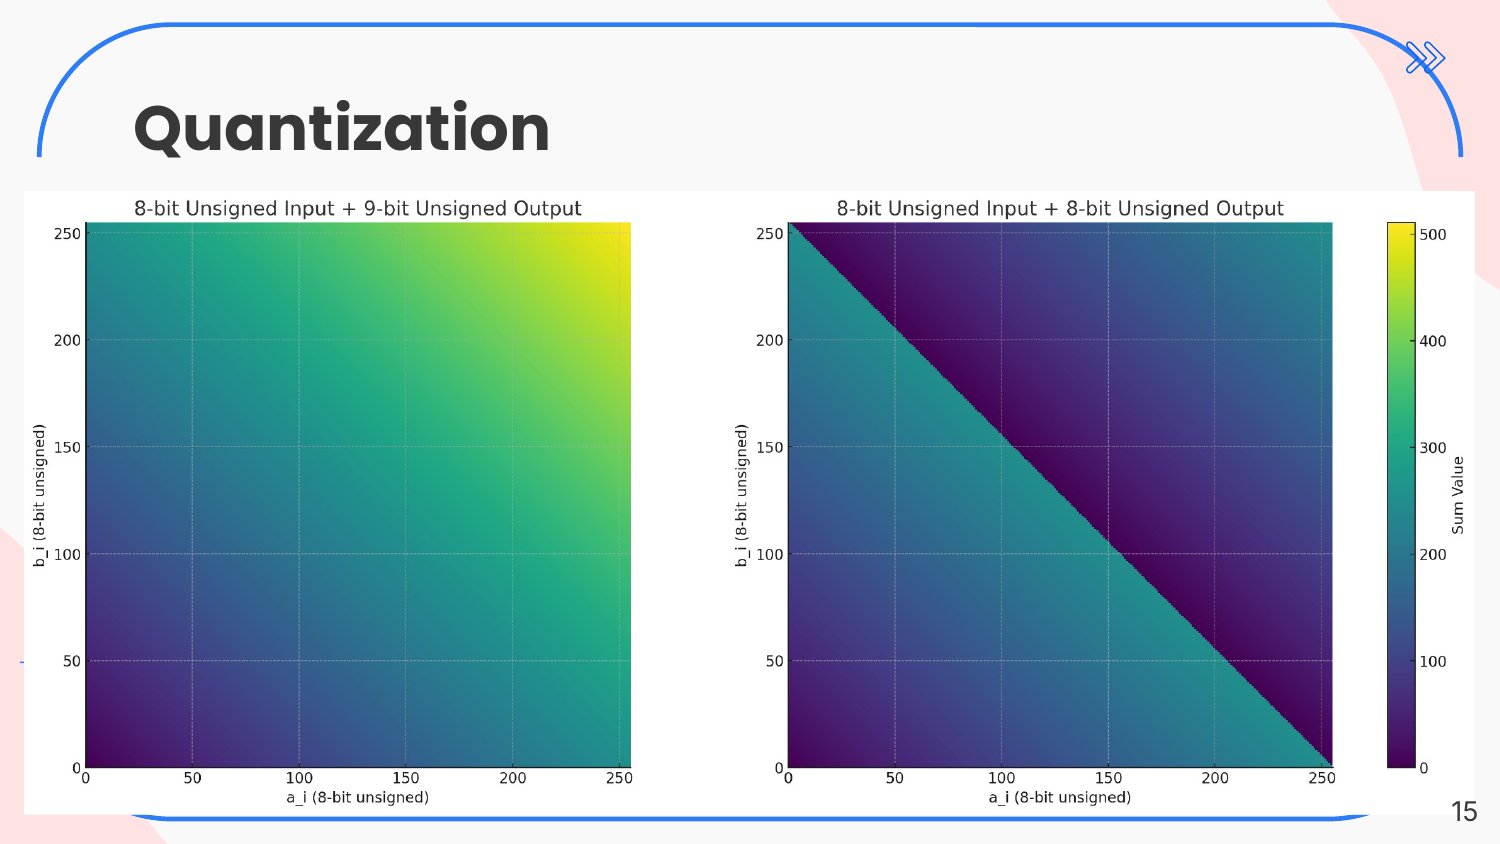 Quantization
8-bit Unsigned Input + 9-bit Unsigned Output
250
200
150
100
50
0
b_i (8-bit unsigned)
0 50 100 150 200 250
a_i (8-bit unsigned)
8-bit Unsigned Input + 8-bit Unsigned Output
250
200
150
100
50
0
b_i (8-bit unsigned)
0 50 100 150 200 250
a_i (8-bit unsigned)
500
400
300
200
100
0
Sum Value
15